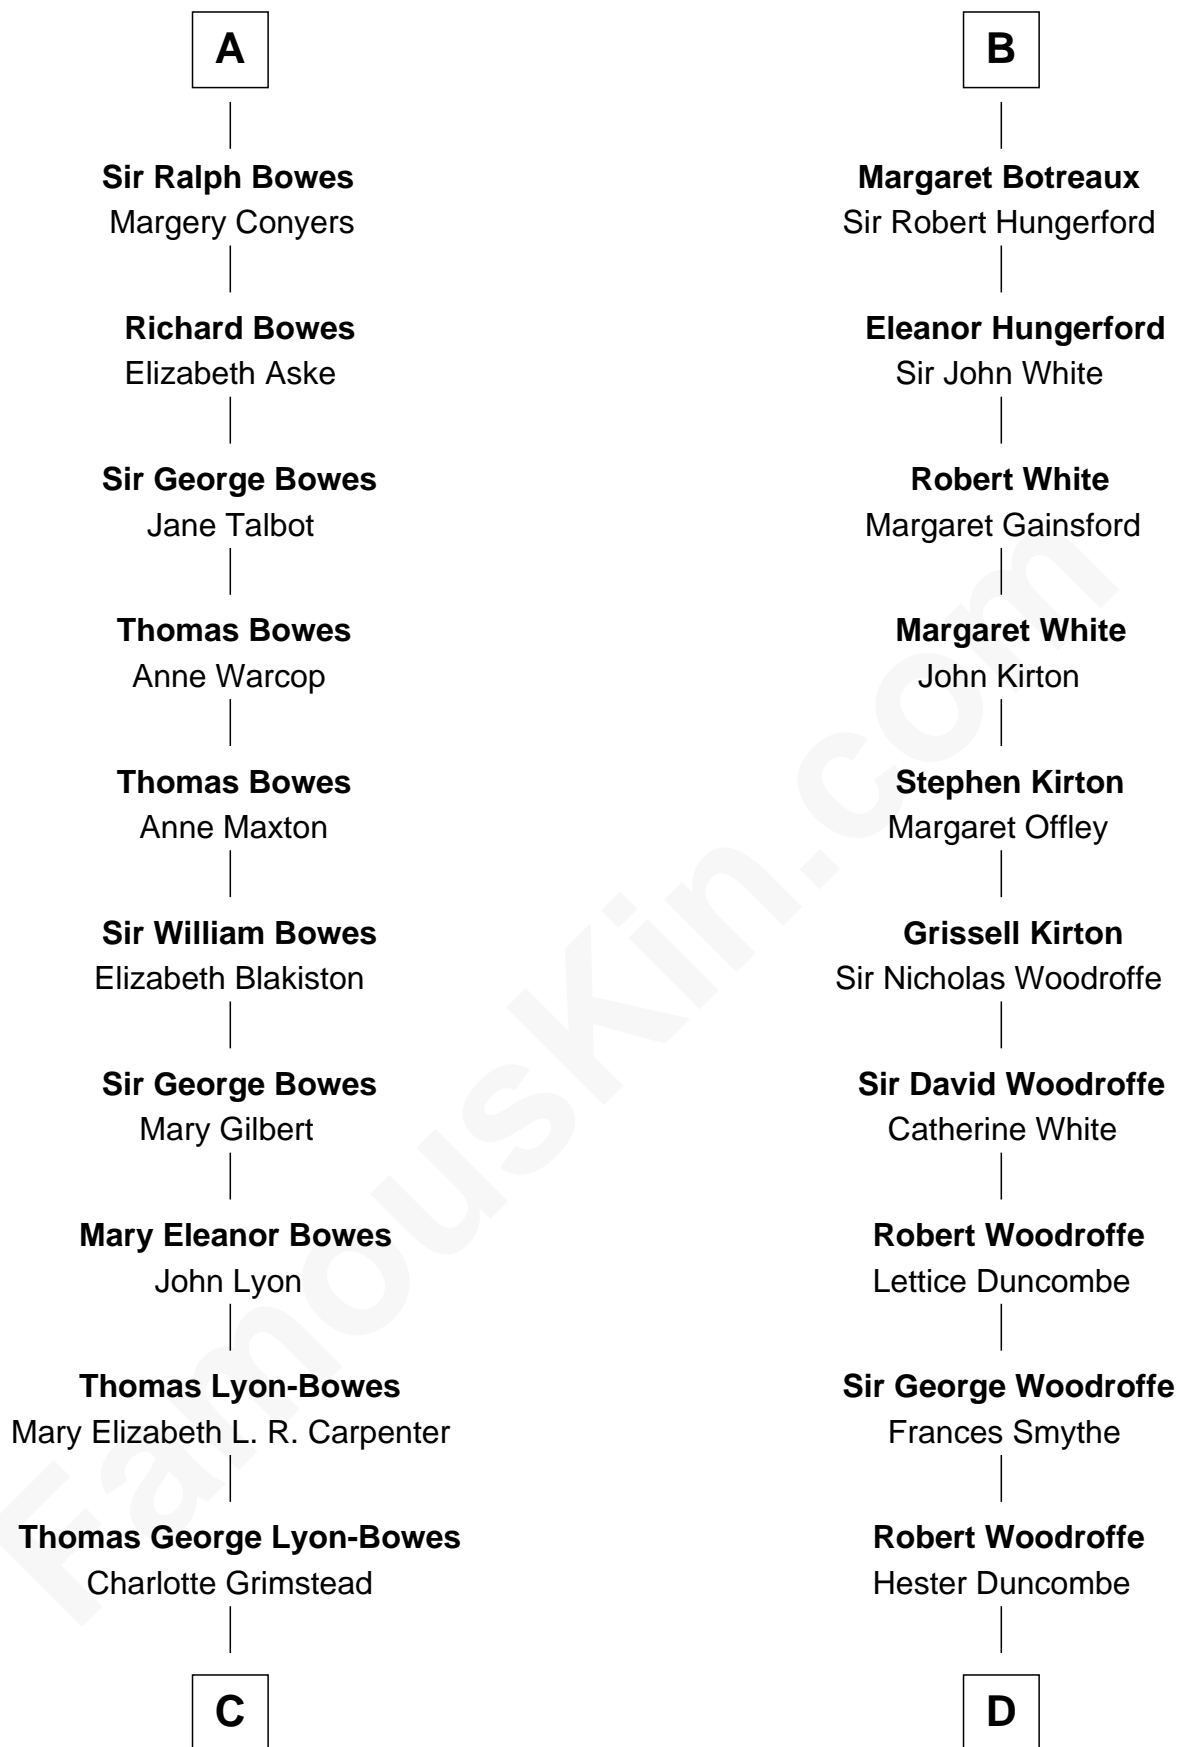 A
Sir Ralph Bowes
Margery Conyers
Richard Bowes
Elizabeth Aske
Sir George Bowes
Jane Talbot
Thomas Bowes
Anne Warcop
Thomas Bowes
Anne Maxton
Sir William Bowes
Elizabeth Blakiston
Sir George Bowes
Mary Gilbert
Mary Eleanor Bowes
John Lyon
Thomas Lyon-Bowes
Mary Elizabeth L. R. Carpenter
Thomas George Lyon-Bowes
Charlotte Grimstead
C
B
Margaret Botreaux
Sir Robert Hungerford
Eleanor Hungerford
Sir John White
Robert White
Margaret Gainsford
Margaret White
John Kirton
Stephen Kirton
Margaret Offley
Grissell Kirton
Sir Nicholas Woodroffe
Sir David Woodroffe
Catherine White
Robert Woodroffe
Lettice Duncombe
Sir George Woodroffe
Frances Smythe
Robert Woodroffe
Hester Duncombe
D
FamousKin.com